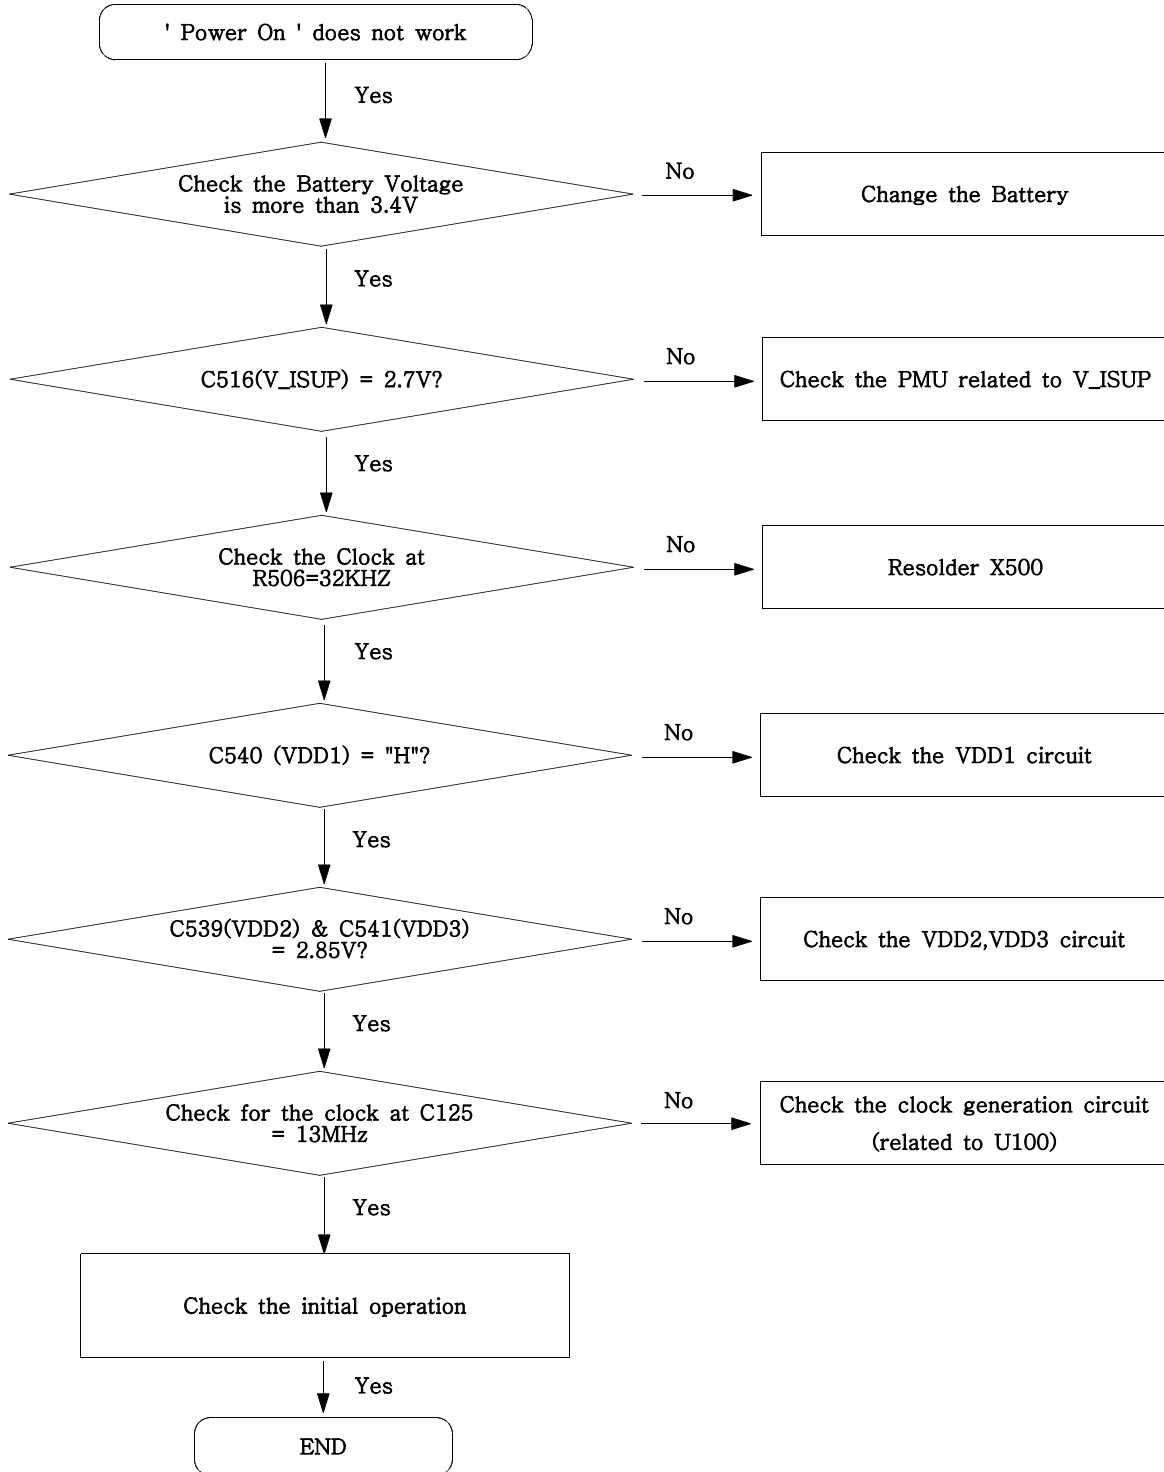 ' Power On ' does not work
Yes
Check the Battery Voltage
is more than 3.4V
No
Change the Battery
Yes
C516(V_ISUP) = 2.7V?
No
Check the PMU related to V_ISUP
Yes
Check the Clock at
R506=32KHZ
No
Resolder X500
Yes
C540 (VDD1) = "H"?
No
Check the VDD1 circuit
Yes
C539(VDD2) & C541(VDD3)
= 2.85V?
No
Check the VDD2,VDD3 circuit
Yes
Check for the clock at C125
= 13MHz
No
Check the clock generation circuit
(related to U100)
Yes
Check the initial operation
Yes
END